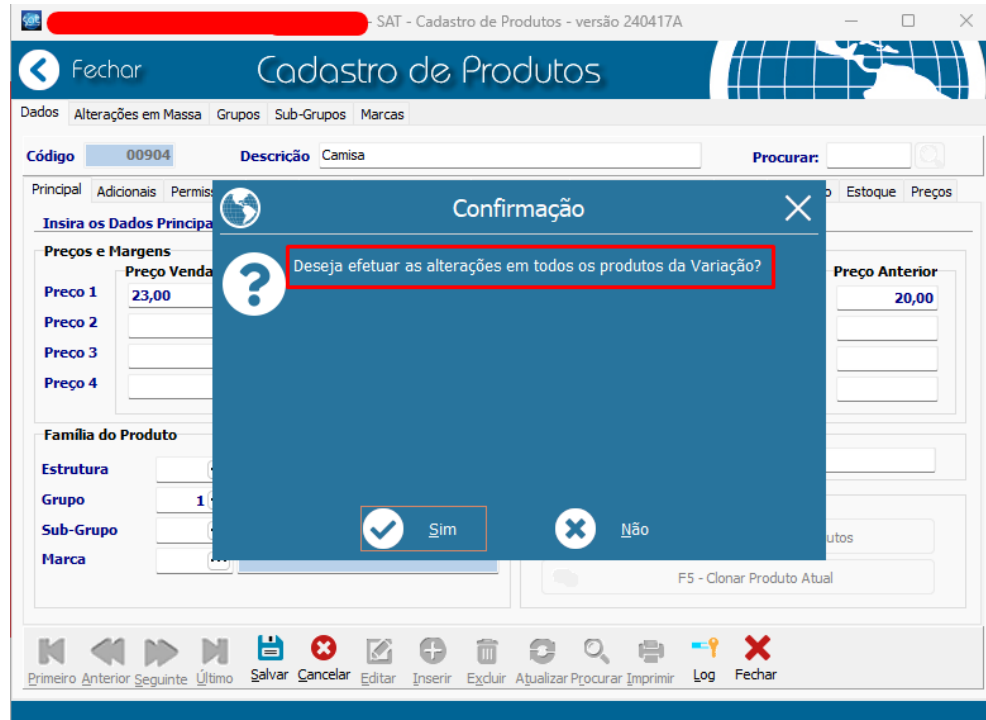 sat - SAT - Cadastro de Produtos - versão 240417A
Fechar Cadastro de Produtos
Dados Alterações em Massa Grupos Sub-Grupos Marcas
Código 00904 Descrição Camisa Procurar:
Principal Adicionais Estoque Preços
Insira os Dados
Preços e Margens
Preço Venda Preço Anterior
Preço 1 23,00 20,00
Preço 2
Preço 3
Preço 4
Confirmação
Deseja efetuar as alterações em todos os produtos da Variação?
Sim Não
Família do Produto
Estrutura
Grupo 1
Sub-Grupo
Marca
F5 - Clonar Produto Atual
Primeiro Anterior Seguinte Último Salvar Cancelar Editar Inserir Excluir Atualizar Procurar Imprimir Log Fechar